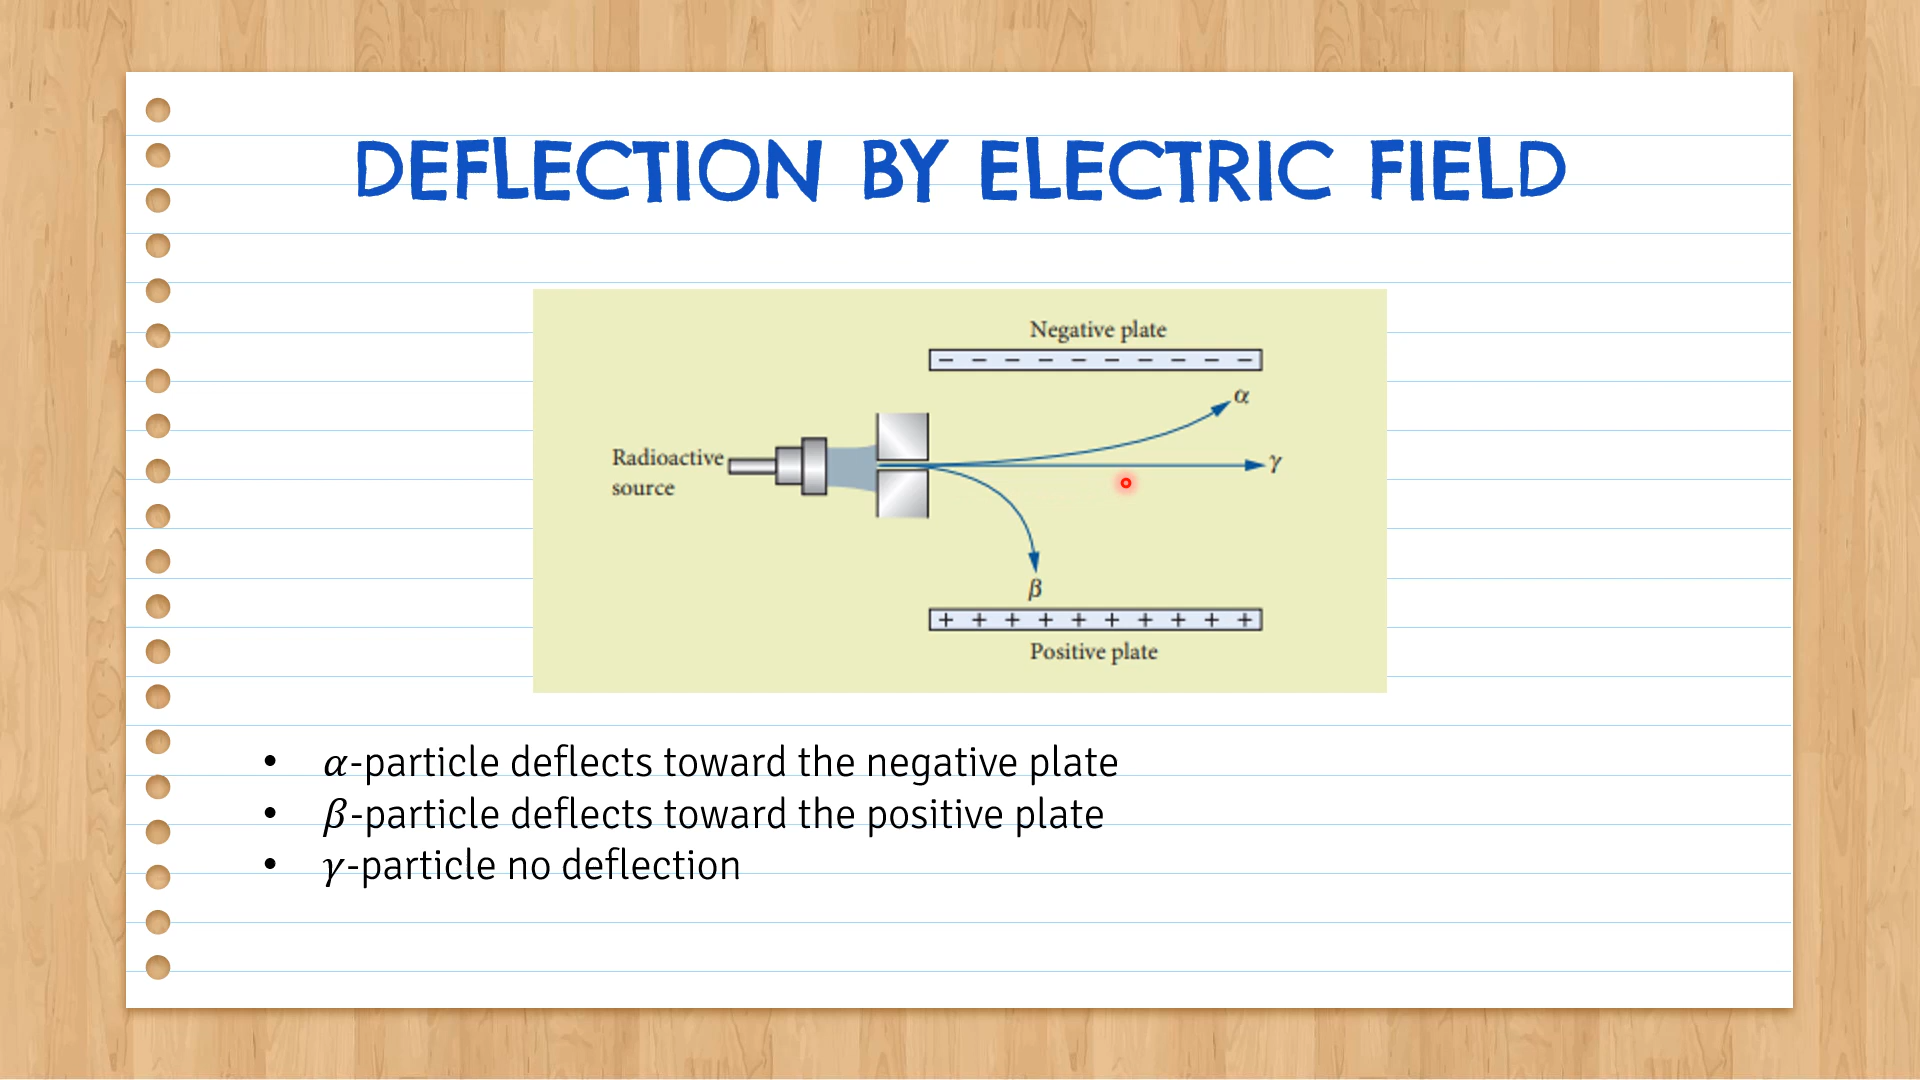 DEFLECTION BY ELECTRIC FIELD
Negative plate
− − − − − − − − − −
α
Radioactive
source
γ
β
+ + + + + + + + + +
Positive plate
• α-particle deflects toward the negative plate
• β-particle deflects toward the positive plate
• γ-particle no deflection